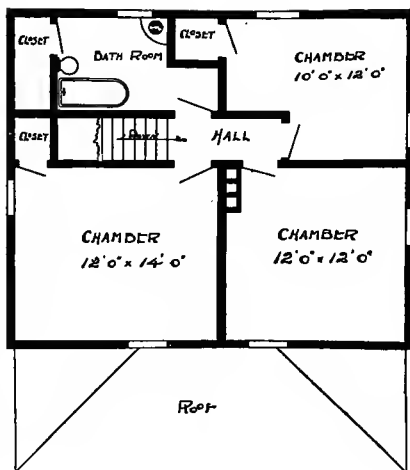 CLOSET
BATH ROOM
CLOSET
CHAMBER
10'0" x 12'0"
CLOSET
DOWN
HALL
CHAMBER
12'0" x 14'0"
CHAMBER
12'0" x 12'0"
ROOF